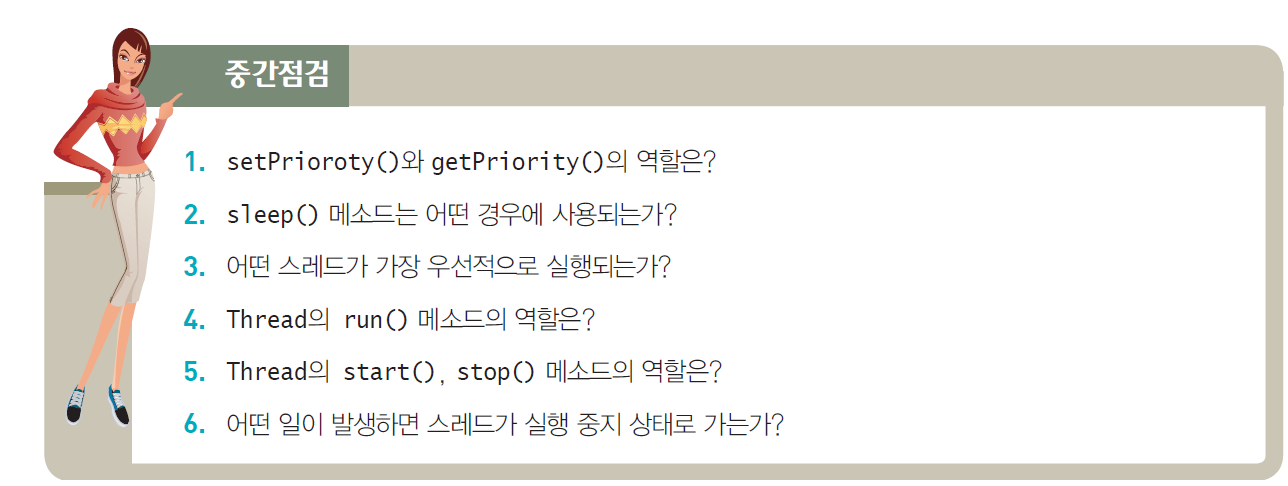 중간점검
1. setPrioroty()와 getPriority()의 역할은?
2. sleep() 메소드는 어떤 경우에 사용되는가?
3. 어떤 스레드가 가장 우선적으로 실행되는가?
4. Thread의 run() 메소드의 역할은?
5. Thread의 start(), stop() 메소드의 역할은?
6. 어떤 일이 발생하면 스레드가 실행 중지 상태로 가는가?